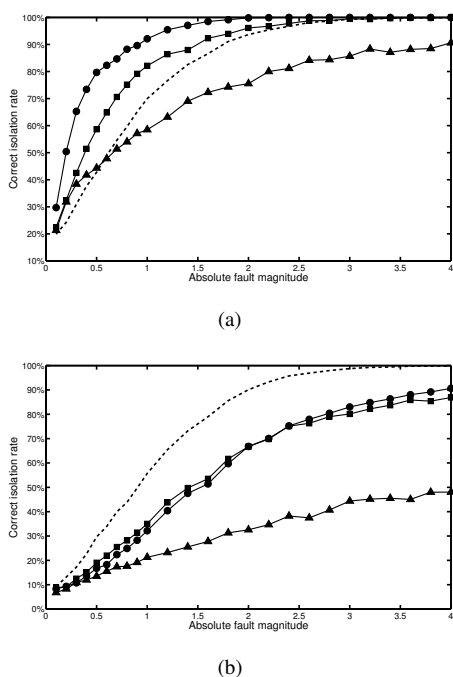 100%
90%
80%
70%
60%
50%
40%
30%
20%
10%
Correct isolation rate
0 0.5 1 1.5 2 2.5 3 3.5 4
Absolute fault magnitude
(a)
100%
90%
80%
70%
60%
50%
40%
30%
20%
10%
0%
Correct isolation rate
0 0.5 1 1.5 2 2.5 3 3.5 4
Absolute fault magnitude
(b)